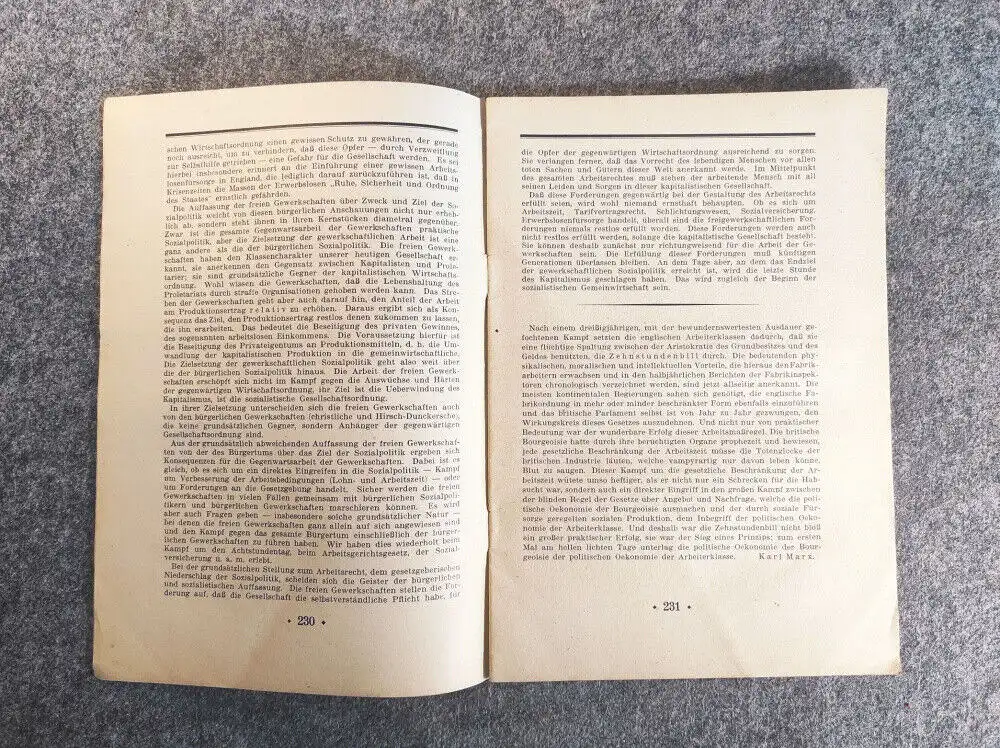 schen Wirtschaftsordnung einen gewissen Schutz zu gewähren, der gerade
noch ausreicht, um zu verhindern, daß diese Opfer — durch Verzweiflung
zur Selbsthilfe getrieben — eine Gefahr für die Gesellschaft werden. Es sei
hierbei insbesondere erinnert an die Einführung einer gewissen Arbeits-
losenfürsorge in England, die lediglich darauf zurückzuführen ist, daß in
Krisenzeiten die Massen der Erwerbslosen „Ruhe, Sicherheit und Ordnung
des Staates" ernstlich gefährden.
Die Auffassung der freien Gewerkschaften über Zweck und Ziel der So-
zialpolitik weicht von diesen bürgerlichen Anschauungen nicht nur erheb-
lich ab, sondern steht ihnen in ihren Kernstücken diametral gegenüber.
Zwar ist die gesamte Gegenwartsarbeit der Gewerkschaften praktische
Sozialpolitik, aber die Zielsetzung der gewerkschaftlichen Arbeit ist eine
ganz andere als die der bürgerlichen Sozialpolitik. Die freien Gewerk-
schaften haben den Klassencharakter unserer heutigen Gesellschaft er-
kannt, sie anerkennen den Gegensatz zwischen Kapitalisten und Prole-
tarier; sie sind grundsätzliche Gegner der kapitalistischen Wirtschafts-
ordnung. Wohl wissen die Gewerkschaften, daß die Lebenshaltung des
Proletariats durch straffe Organisationen gehoben werden kann. Das Stre-
ben der Gewerkschaften geht aber auch darauf hin, den Anteil der Arbeit
am Produktionsertrag relativ zu erhöhen. Daraus ergibt sich als Kon-
sequenz das Ziel, den Produktionsertrag restlos denen zukommen zu lassen,
die ihn erarbeiten. Das bedeutet die Beseitigung des privaten Gewinnes,
des sogenannten arbeitslosen Einkommens. Die Voraussetzung hierfür ist
die Beseitigung des Privateigentums an Produktionsmitteln, d. h. die Um-
wandlung der kapitalistischen Produktion in die gemeinwirtschaftliche.
Die Zielsetzung der gewerkschaftlichen Sozialpolitik geht also weit über
die der bürgerlichen Sozialpolitik hinaus. Die Arbeit der freien Gewerk-
schaften erschöpft sich nicht im Kampf gegen die Auswüchse und Härten
der gegenwärtigen Wirtschaftsordnung, ihr Ziel ist die Ueberwindung des
Kapitalismus, ist die sozialistische Gesellschaftsordnung.
In ihrer Zielsetzung unterscheiden sich die freien Gewerkschaften auch
von den bürgerlichen Gewerkschaften (christliche und Hirsch-Dunckersche),
die keine grundsätzlichen Gegner, sondern Anhänger der gegenwärtigen
Gesellschaftsordnung sind.
Aus der grundsätzlich abweichenden Auffassung der freien Gewerkschaf-
ten von der des Bürgertums über das Ziel der Sozialpolitik ergeben sich
Konsequenzen für die Gegenwartsarbeit der Gewerkschaften. Dabei ist es
gleich, ob es sich um ein direktes Eingreifen in die Sozialpolitik — Kampf
um Verbesserung der Arbeitsbedingungen (Lohn- und Arbeitszeit) — oder
um Forderungen an die Gesetzgebung handelt. Sicher werden die freien
Gewerkschaften in vielen Fällen gemeinsam mit bürgerlichen Sozialpoli-
tikern und bürgerlichen Gewerkschaften marschieren können. Es wird
aber auch Fragen geben — insbesondere solche grundsätzlicher Natur —
bei denen die freien Gewerkschaften ganz allein auf sich angewiesen sind
und den Kampf gegen das gesamte Bürgertum einschließlich der bürger-
lichen Gewerkschaften zu führen haben. Wir haben dies wiederholt beim
Kampf um den Achtstundentag, beim Arbeitsgerichtsgesetz, der Sozial-
versicherung u. a. m. erlebt.
Bei der grundsätzlichen Stellung zum Arbeitsrecht, dem gesetzgeberischen
Niederschlag der Sozialpolitik, scheiden sich die Geister der bürgerlichen
und sozialistischen Auffassung. Die freien Gewerkschaften stellen die For-
derung auf, daß die Gesellschaft die selbstverständliche Pflicht habe, für
• 230 •
die Opfer der gegenwärtigen Wirtschaftsordnung ausreichend zu sorgen.
Sie verlangen ferner, daß das Vorrecht des lebendigen Menschen vor allen
toten Sachen und Gütern dieser Welt anerkannt werde. Im Mittelpunkt
des gesamten Arbeitsrechts muß stehen der arbeitende Mensch mit all
seinen Leiden und Sorgen in dieser kapitalistischen Gesellschaft.
Daß diese Forderungen gegenwärtig bei der Gestaltung des Arbeitsrechts
erfüllt seien, wird wohl niemand ernsthaft behaupten. Ob es sich um
Arbeitszeit, Tarifvertragsrecht, Schlichtungswesen, Sozialversicherung,
Erwerbslosenfürsorge handelt, überall sind die freigewerkschaftlichen For-
derungen niemals restlos erfüllt worden. Diese Forderungen werden auch
nicht restlos erfüllt werden, solange die kapitalistische Gesellschaft besteht.
Sie können deshalb zunächst nur richtungweisend für die Arbeit der Ge-
werkschaften sein. Die Erfüllung dieser Forderungen muß künftigen
Generationen überlassen bleiben. An dem Tage aber, an dem das Endziel
der gewerkschaftlichen Sozialpolitik erreicht ist, wird die letzte Stunde
des Kapitalismus geschlagen haben. Das wird zugleich der Beginn der
sozialistischen Gemeinwirtschaft sein.
Nach einem dreißigjährigen, mit der bewundernswertesten Ausdauer ge-
fochtenen Kampf setzten die englischen Arbeiterklassen dadurch, daß sie
eine flüchtige Spaltung zwischen der Aristokratie des Grundbesitzes und des
Geldes benutzten, die Zehnstundenbill durch. Die bedeutenden phy-
sikalischen, moralischen und intellektuellen Vorteile, die hieraus den Fabrik-
arbeitern erwachsen und in den halbjährlichen Berichten der Fabrikinspek-
toren chronologisch verzeichnet werden, sind jetzt allseitig anerkannt. Die
meisten kontinentalen Regierungen sahen sich genötigt, die englische Fa-
brikordnung in mehr oder minder beschränkter Form ebenfalls einzuführen
und das britische Parlament selbst ist von Jahr zu Jahr gezwungen, den
Wirkungskreis dieses Gesetzes auszudehnen. Und nicht nur von praktischer
Bedeutung war der wunderbare Erfolg dieser Arbeitsmaßregel. Die britische
Bourgeoisie hatte durch ihre berüchtigten Organe prophezeit und bewiesen,
jede gesetzliche Beschränkung der Arbeitszeit müsse die Totenglocke der
britischen Industrie läuten, welche vampyrartig nur davon leben könne,
Blut zu saugen. Dieser Kampf um die gesetzliche Beschränkung der Ar-
beitszeit wütete umso heftiger, als er nicht nur ein Schrecken für die Hab-
sucht war, sondern auch ein direkter Eingriff in den großen Kampf zwischen
der blinden Regel der Gesetze über Angebot und Nachfrage, welche die poli-
tische Oekonomie der Bourgeoisie ausmachen und der durch soziale Für-
sorge geregelten sozialen Produktion, dem Inbegriff der politischen Oeko-
nomie der Arbeiterklasse. Und deshalb war die Zehnstundenbill nicht bloß
ein großer praktischer Erfolg, sie war der Sieg eines Prinzips; zum ersten
Mal am hellen lichten Tage unterlag die politische Oekonomie der Bour-
geoisie der politischen Oekonomie der Arbeiterklasse. Karl Marx.
• 231 •